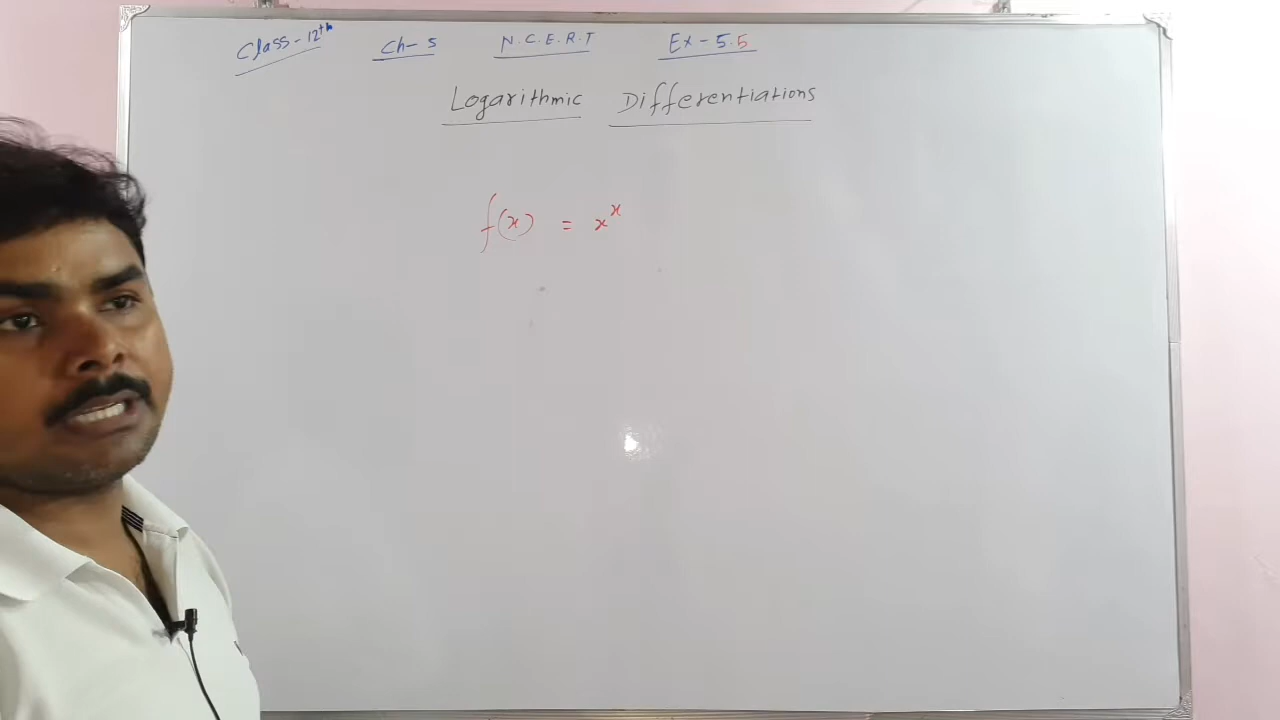 Class-12th Ch-5 N.C.E.R.T Ex-5.5
Logarithmic Differentiations
f(x) = x^x